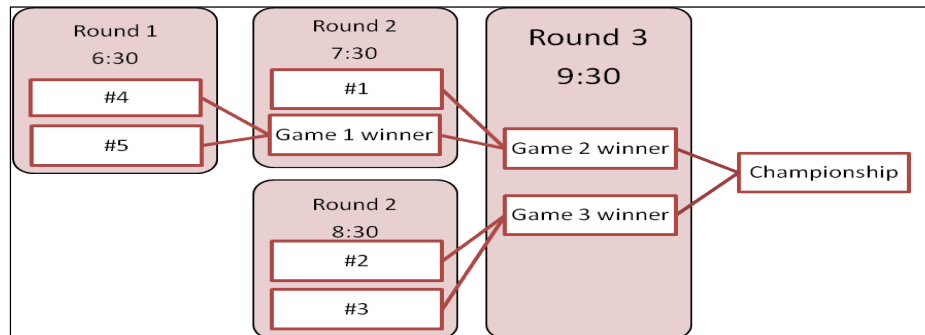 Round 1
6:30
#4
#5
Round 2
7:30
#1
Game 1 winner
Round 2
8:30
#2
#3
Round 3
9:30
Game 2 winner
Game 3 winner
Championship